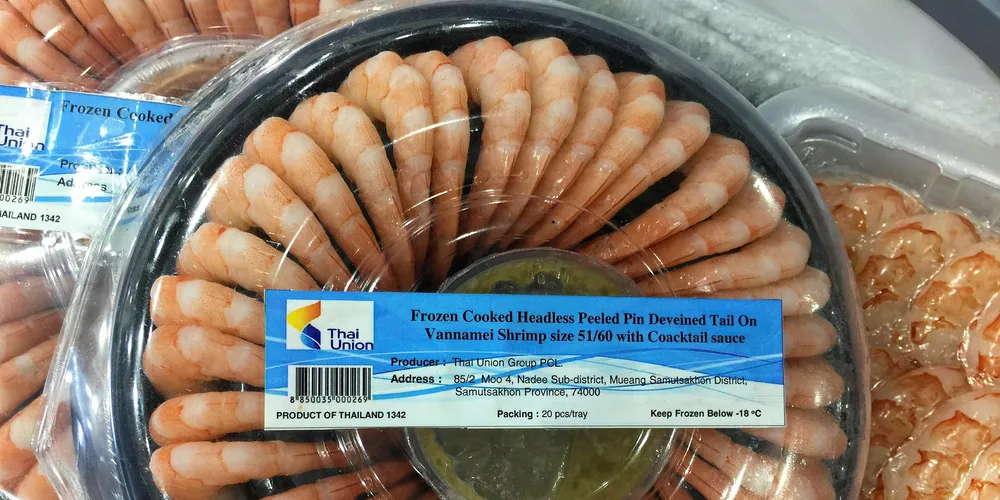 Frozen Cooked
Thai
Union
Address :
00269
HAILAND 1342
Thai
Union
Frozen Cooked Headless Peeled Pin Deveined Tail On
Vannamei Shrimp size 51/60 with Coacktail sauce
Producer : Thai Union Group PCL.
Address : 85/2 Moo 4, Nadee Sub-district, Mueang Samutsakhon District,
Samutsakhon Province, 74000
8 850035 000269
PRODUCT OF THAILAND 1342 Packing : 20 pcs/tray Keep Frozen Below -18 ºC